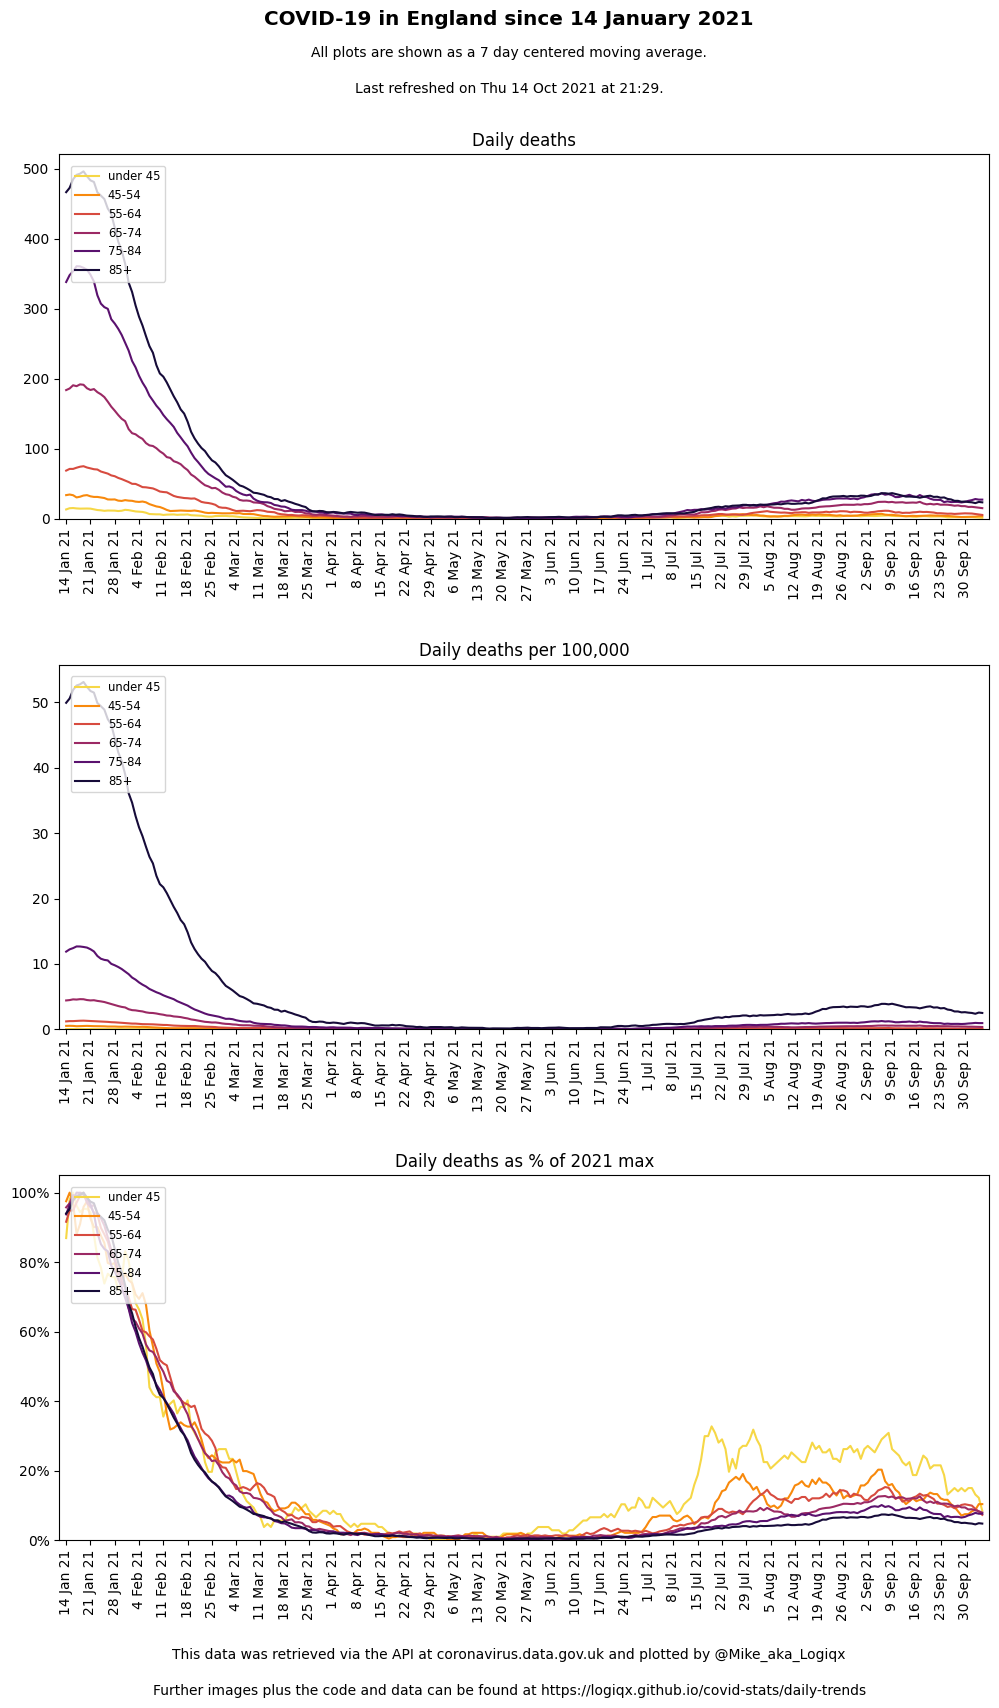 COVID-19 in England since 14 January 2021
All plots are shown as a 7 day centered moving average.
Last refreshed on Thu 14 Oct 2021 at 21:29.
Daily deaths
500
400
300
200
100
0
under 45
45-54
55-64
65-74
75-84
85+
14 Jan 21
21 Jan 21
28 Jan 21
4 Feb 21
11 Feb 21
18 Feb 21
25 Feb 21
4 Mar 21
11 Mar 21
18 Mar 21
25 Mar 21
1 Apr 21
8 Apr 21
15 Apr 21
22 Apr 21
29 Apr 21
6 May 21
13 May 21
20 May 21
27 May 21
3 Jun 21
10 Jun 21
17 Jun 21
24 Jun 21
1 Jul 21
8 Jul 21
15 Jul 21
22 Jul 21
29 Jul 21
5 Aug 21
12 Aug 21
19 Aug 21
26 Aug 21
2 Sep 21
9 Sep 21
16 Sep 21
23 Sep 21
30 Sep 21
Daily deaths per 100,000
50
40
30
20
10
0
under 45
45-54
55-64
65-74
75-84
85+
14 Jan 21
21 Jan 21
28 Jan 21
4 Feb 21
11 Feb 21
18 Feb 21
25 Feb 21
4 Mar 21
11 Mar 21
18 Mar 21
25 Mar 21
1 Apr 21
8 Apr 21
15 Apr 21
22 Apr 21
29 Apr 21
6 May 21
13 May 21
20 May 21
27 May 21
3 Jun 21
10 Jun 21
17 Jun 21
24 Jun 21
1 Jul 21
8 Jul 21
15 Jul 21
22 Jul 21
29 Jul 21
5 Aug 21
12 Aug 21
19 Aug 21
26 Aug 21
2 Sep 21
9 Sep 21
16 Sep 21
23 Sep 21
30 Sep 21
Daily deaths as % of 2021 max
100%
80%
60%
40%
20%
0%
under 45
45-54
55-64
65-74
75-84
85+
14 Jan 21
21 Jan 21
28 Jan 21
4 Feb 21
11 Feb 21
18 Feb 21
25 Feb 21
4 Mar 21
11 Mar 21
18 Mar 21
25 Mar 21
1 Apr 21
8 Apr 21
15 Apr 21
22 Apr 21
29 Apr 21
6 May 21
13 May 21
20 May 21
27 May 21
3 Jun 21
10 Jun 21
17 Jun 21
24 Jun 21
1 Jul 21
8 Jul 21
15 Jul 21
22 Jul 21
29 Jul 21
5 Aug 21
12 Aug 21
19 Aug 21
26 Aug 21
2 Sep 21
9 Sep 21
16 Sep 21
23 Sep 21
30 Sep 21
This data was retrieved via the API at coronavirus.data.gov.uk and plotted by @Mike_aka_Logiqx
Further images plus the code and data can be found at https://logiqx.github.io/covid-stats/daily-trends